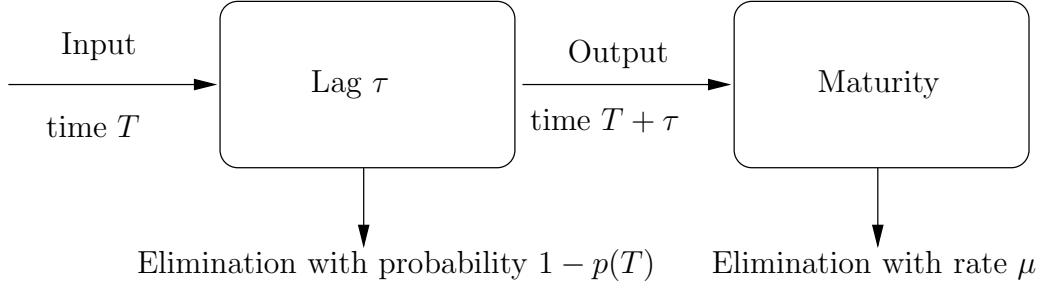 Input
time T
Lag τ
Output
time T + τ
Maturity
Elimination with probability 1 − p(T)
Elimination with rate μ